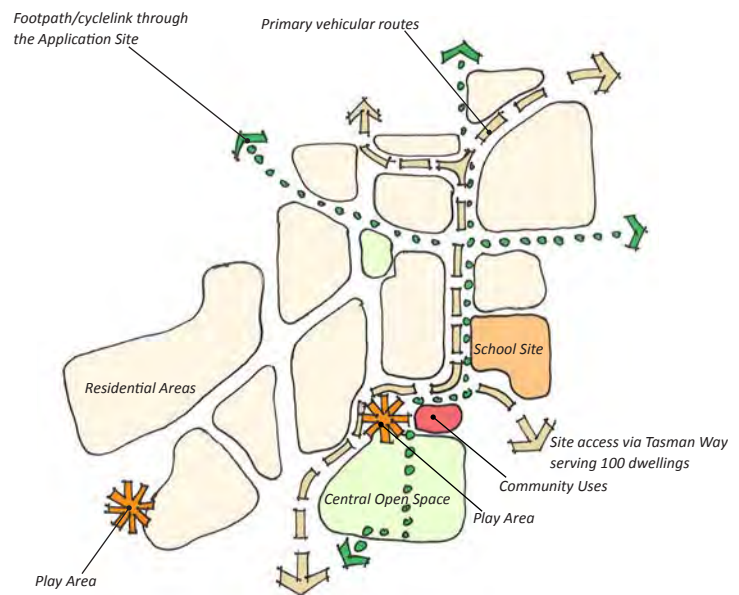 Footpath/cyclelink through
the Application Site
Primary vehicular routes
School Site
Residential Areas
Site access via Tasman Way
serving 100 dwellings
Community Uses
Central Open Space
Play Area
Play Area